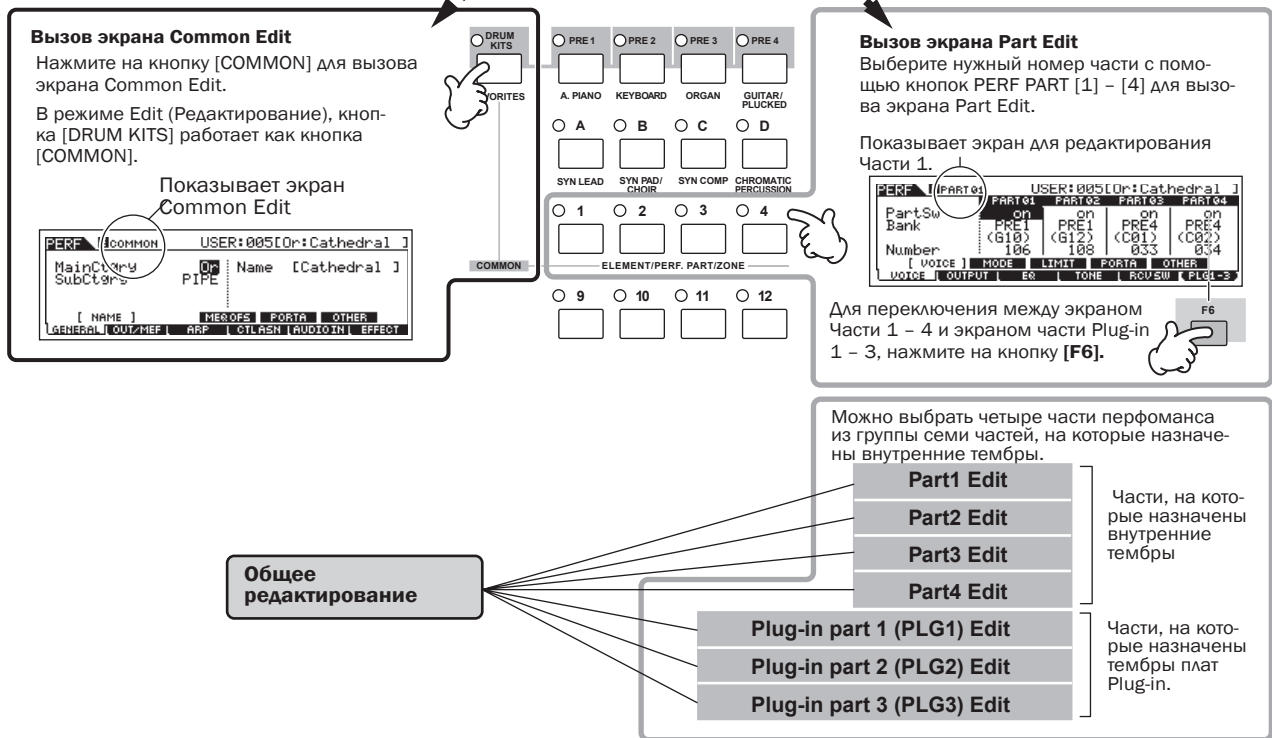 Вызов экрана Common Edit
Нажмите на кнопку [COMMON] для вызова
экрана Common Edit.
В режиме Edit (Редактирование), кноп-
ка [DRUM KITS] работает как кнопка
[COMMON].
Показывает экран
Common Edit
PERF COMMON USER:005[Or:Cathedral ]
MainCtgry Or Name [Cathedral ]
SubCtgry PIPE
[ NAME ] MEQOFS PORTA OTHER
GENERAL OUT/MEF ARP CTLASN AUDIOIN EFFECT
DRUM KITS
PRE 1 PRE 2 PRE 3 PRE 4
A. PIANO KEYBOARD ORGAN GUITAR/ PLUCKED
A B C D
SYN LEAD SYN PAD/ CHOIR SYN COMP CHROMATIC PERCUSSION
1 2 3 4
COMMON ELEMENT/PERF. PART/ZONE
9 10 11 12
Вызов экрана Part Edit
Выберите нужный номер части с помо-
щью кнопок PERF PART [1] – [4] для вызо-
ва экрана Part Edit.
Показывает экран для редактирования
Части 1.
PERF PART01 USER:005[Or:Cathedral ]
PART01 PART02 PART03 PART04
PartSw on on on on
Bank PRE1 PRE1 PRE4 PRE4
(G10) (G12) (C01) (C02)
Number 106 108 033 034
[ VOICE ] MODE LIMIT PORTA OTHER
VOICE OUTPUT EQ TONE RCVSW PLG1-3
Для переключения между экраном
Части 1 – 4 и экраном части Plug-in
1 – 3, нажмите на кнопку [F6].
F6
Можно выбрать четыре части перфоманса
из группы семи частей, на которые назначе-
ны внутренние тембры.
Part1 Edit
Part2 Edit
Part3 Edit
Part4 Edit
Части, на кото-
рые назначены
внутренние
тембры
Общее
редактирование
Plug-in part 1 (PLG1) Edit
Plug-in part 2 (PLG2) Edit
Plug-in part 3 (PLG3) Edit
Части, на кото-
рые назначены
тембры плат
Plug-in.